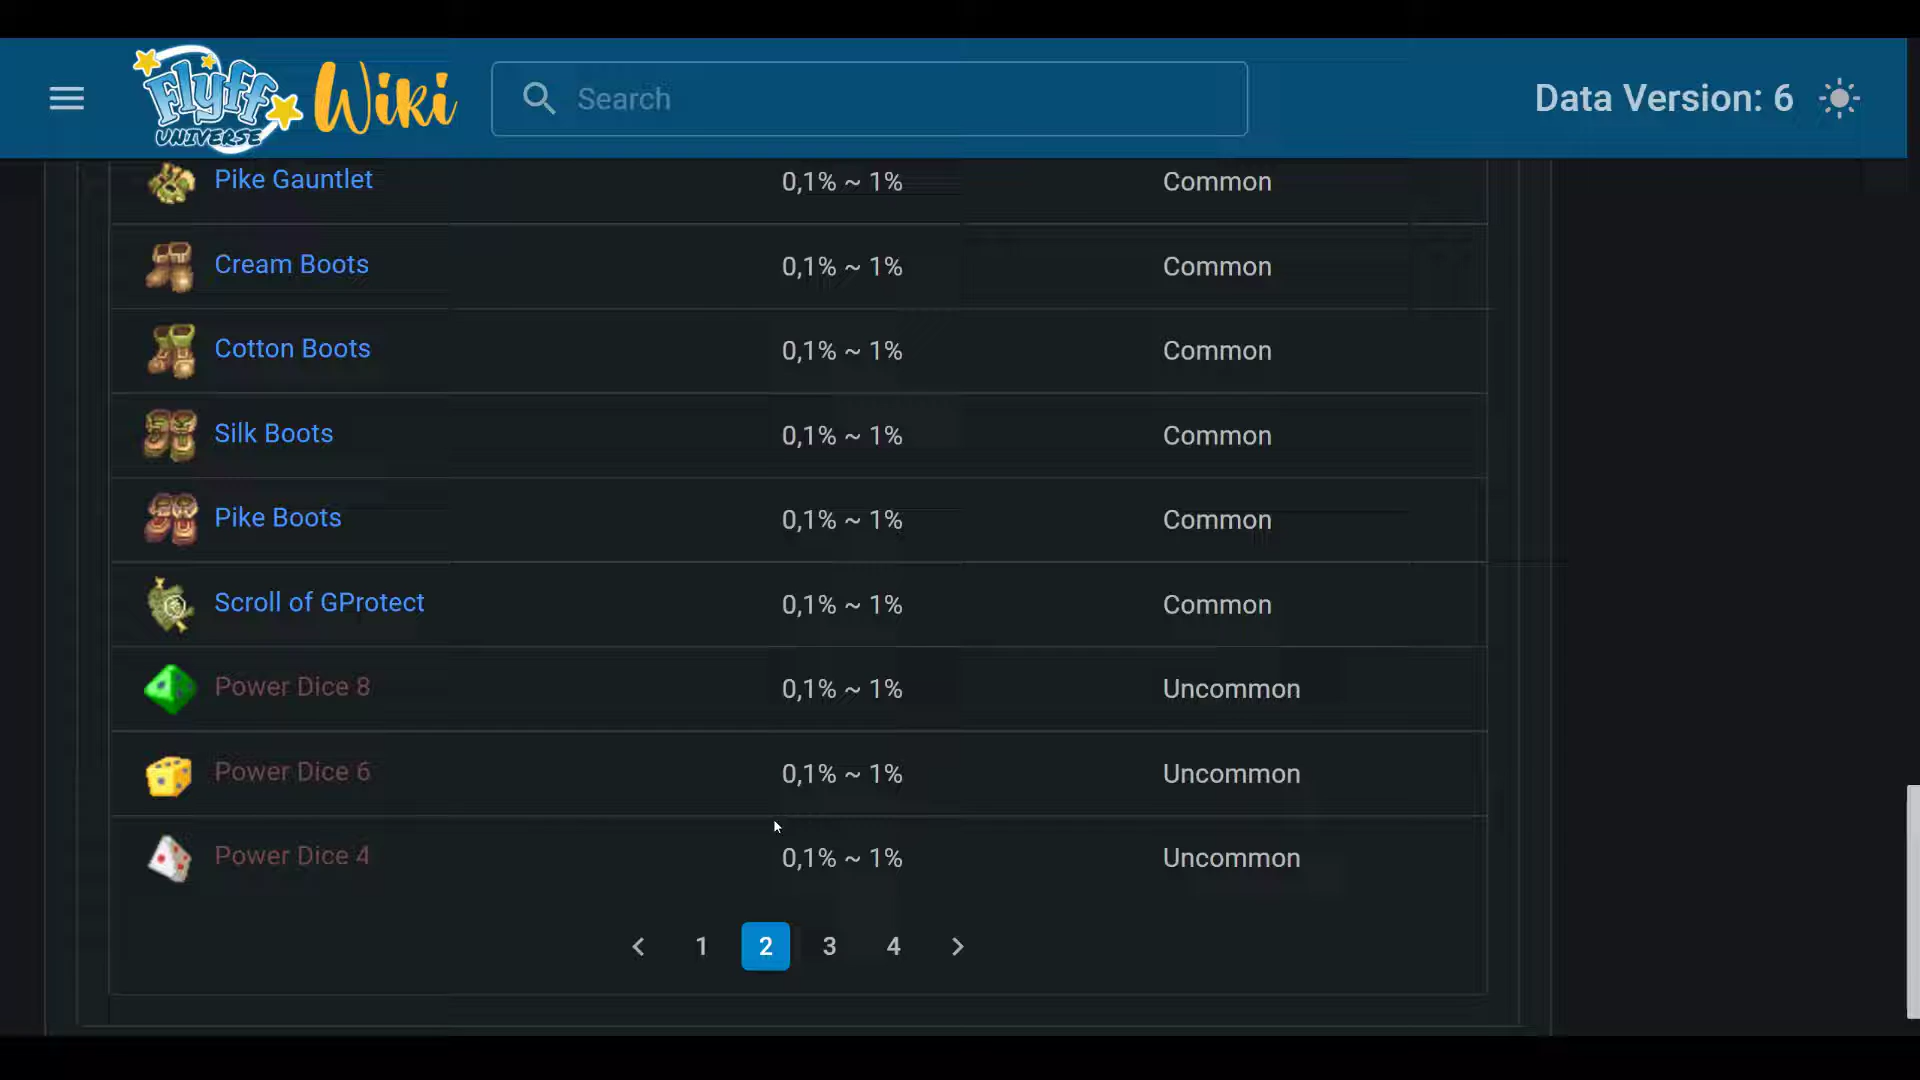 Flyff
UNIVERSE
Wiki
Search
Data Version: 6
Pike Gauntlet 0,1% ~ 1% Common
Cream Boots 0,1% ~ 1% Common
Cotton Boots 0,1% ~ 1% Common
Silk Boots 0,1% ~ 1% Common
Pike Boots 0,1% ~ 1% Common
Scroll of GProtect 0,1% ~ 1% Common
Power Dice 8 0,1% ~ 1% Uncommon
Power Dice 6 0,1% ~ 1% Uncommon
Power Dice 4 0,1% ~ 1% Uncommon
1 2 3 4